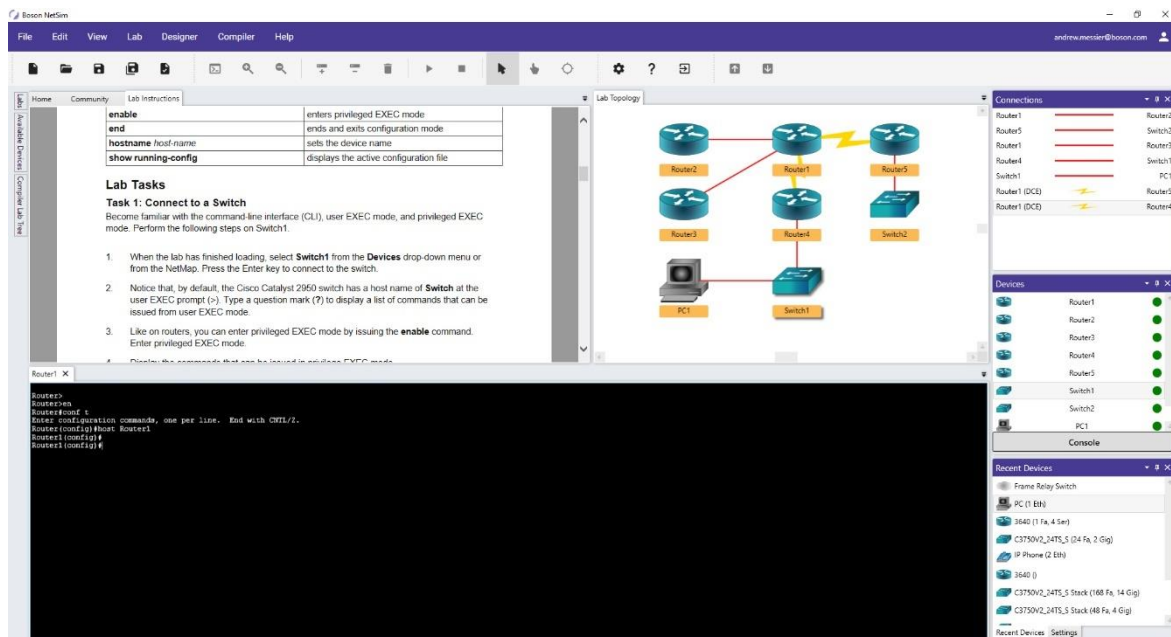 Boson NetSim
File Edit View Lab Designer Compiler Help
andrew.messier@boson.com
Labs
Available Devices
Compiler Lab Tree
Home Community Lab Instructions
enable enters privileged EXEC mode
end ends and exits configuration mode
hostname host-name sets the device name
show running-config displays the active configuration file
Lab Tasks
Task 1: Connect to a Switch
Become familiar with the command-line interface (CLI), user EXEC mode, and privileged EXEC
mode. Perform the following steps on Switch1.
1. When the lab has finished loading, select Switch1 from the Devices drop-down menu or
from the NetMap. Press the Enter key to connect to the switch.
2. Notice that, by default, the Cisco Catalyst 2950 switch has a host name of Switch at the
user EXEC prompt (>). Type a question mark (?) to display a list of commands that can be
issued from user EXEC mode.
3. Like on routers, you can enter privileged EXEC mode by issuing the enable command.
Enter privileged EXEC mode.
Lab Topology
Router2 Router1 Router5
Router3 Router4 Switch2
PC1 Switch1
Connections
Router1 Router2
Router5 Switch2
Router1 Router3
Router4 Switch1
Switch1 PC1
Router1 (DCE) Router5
Router1 (DCE) Router4
Devices
Router1
Router2
Router3
Router4
Router5
Switch1
Switch2
PC1
Console
Recent Devices
Frame Relay Switch
PC (1 Eth)
3640 (1 Fa, 4 Ser)
C3750V2_24TS_S (24 Fa, 2 Gig)
IP Phone (2 Eth)
3640 ()
C3750V2_24TS_S Stack (168 Fa, 14 Gig)
C3750V2_24TS_S Stack (48 Fa, 4 Gig)
Recent Devices Settings
Router1 X
Router>
Router>en
Router#conf t
Enter configuration commands, one per line. End with CNTL/Z.
Router(config)#host Router1
Router1(config)#
Router1(config)#